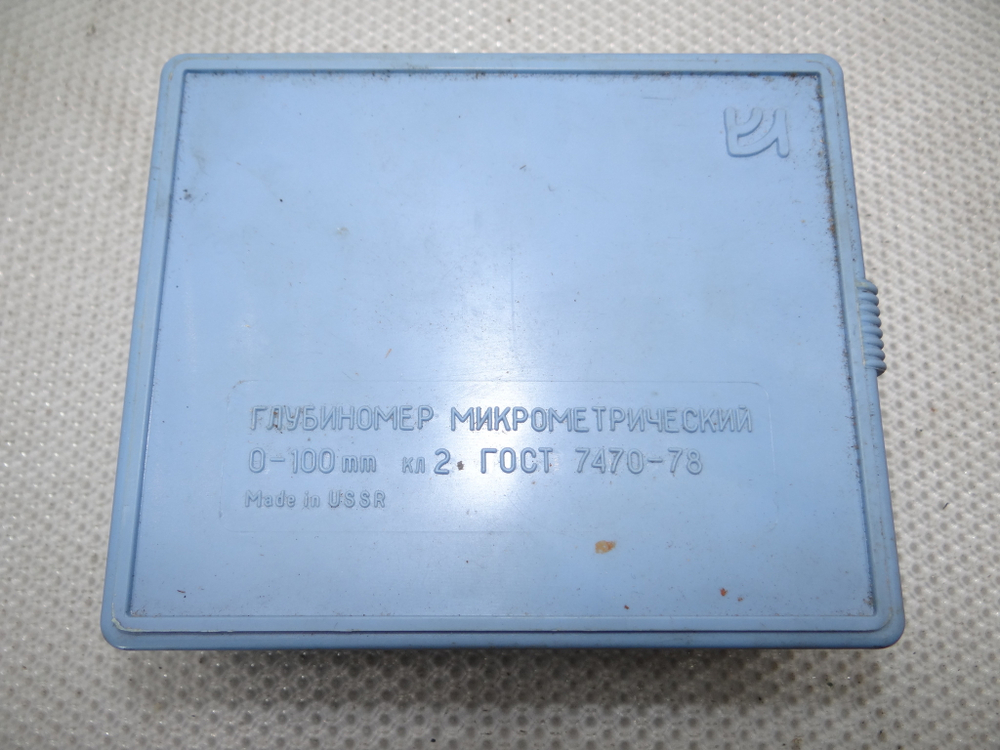 ГЛУБИНОМЕР МИКРОМЕТРИЧЕСКИЙ
0-100 mm кл 2 ГОСТ 7470-78
Made in USSR